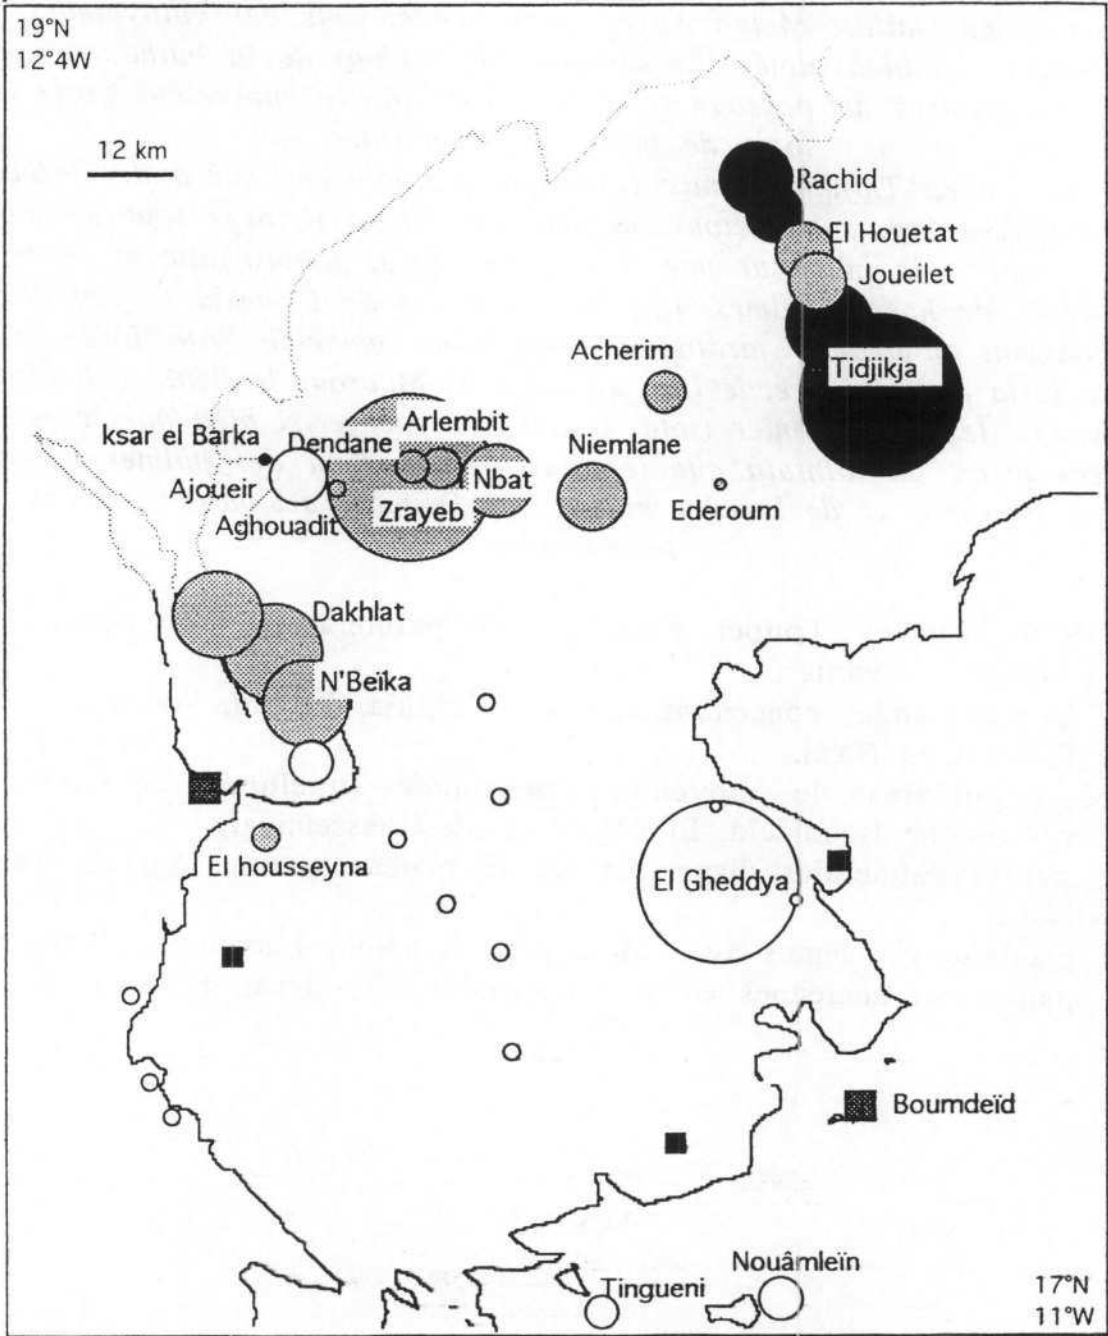 19°N
12°4W
12 km
Rachid
El Houetat
Joueilet
Acherim
Tidjikja
Arlembit
ksar el Barka
Dendane
Niemlane
Nbat
Ajoueir
Aghouadit
Zrayeb
Ederoum
Dakhlat
N'Beïka
El housseyna
El Gheddya
Boumdeïd
Nouâmleïn
Tingueni
17°N
11°W